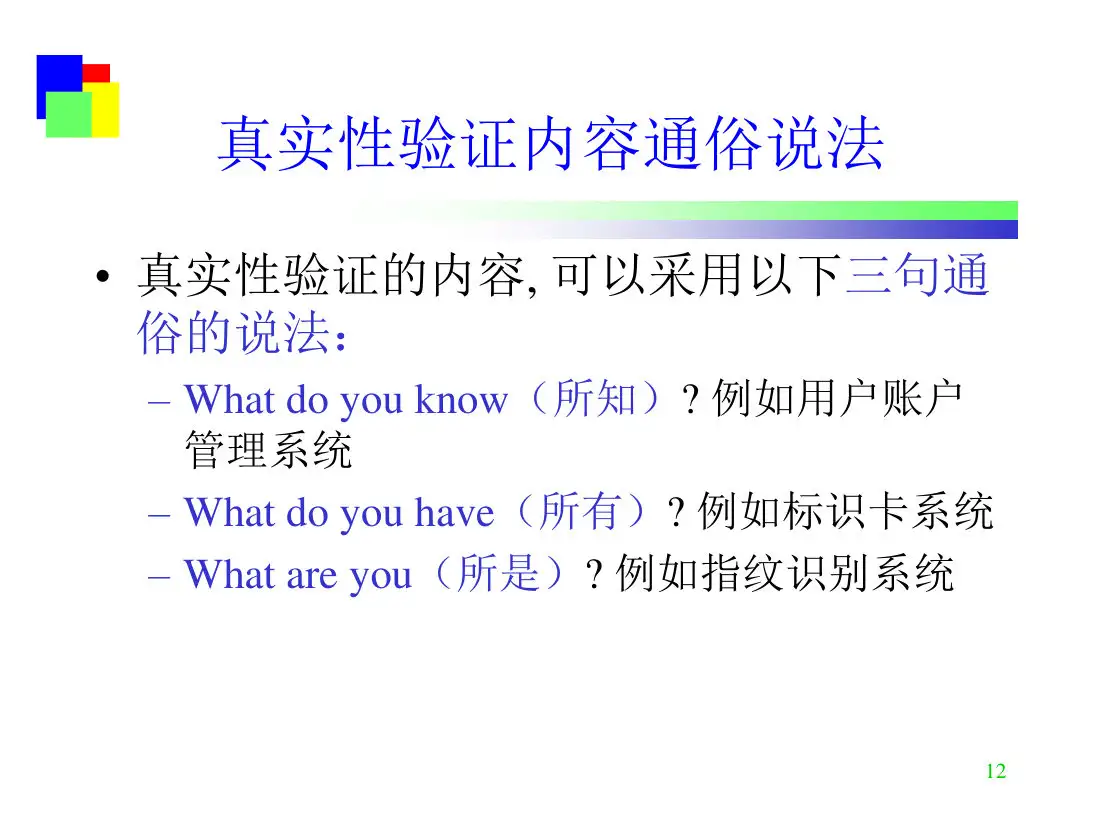 真实性验证内容通俗说法
• 真实性验证的内容, 可以采用以下三句通
俗的说法：
– What do you know（所知）? 例如用户账户
管理系统
– What do you have（所有）? 例如标识卡系统
– What are you（所是）? 例如指纹识别系统
12